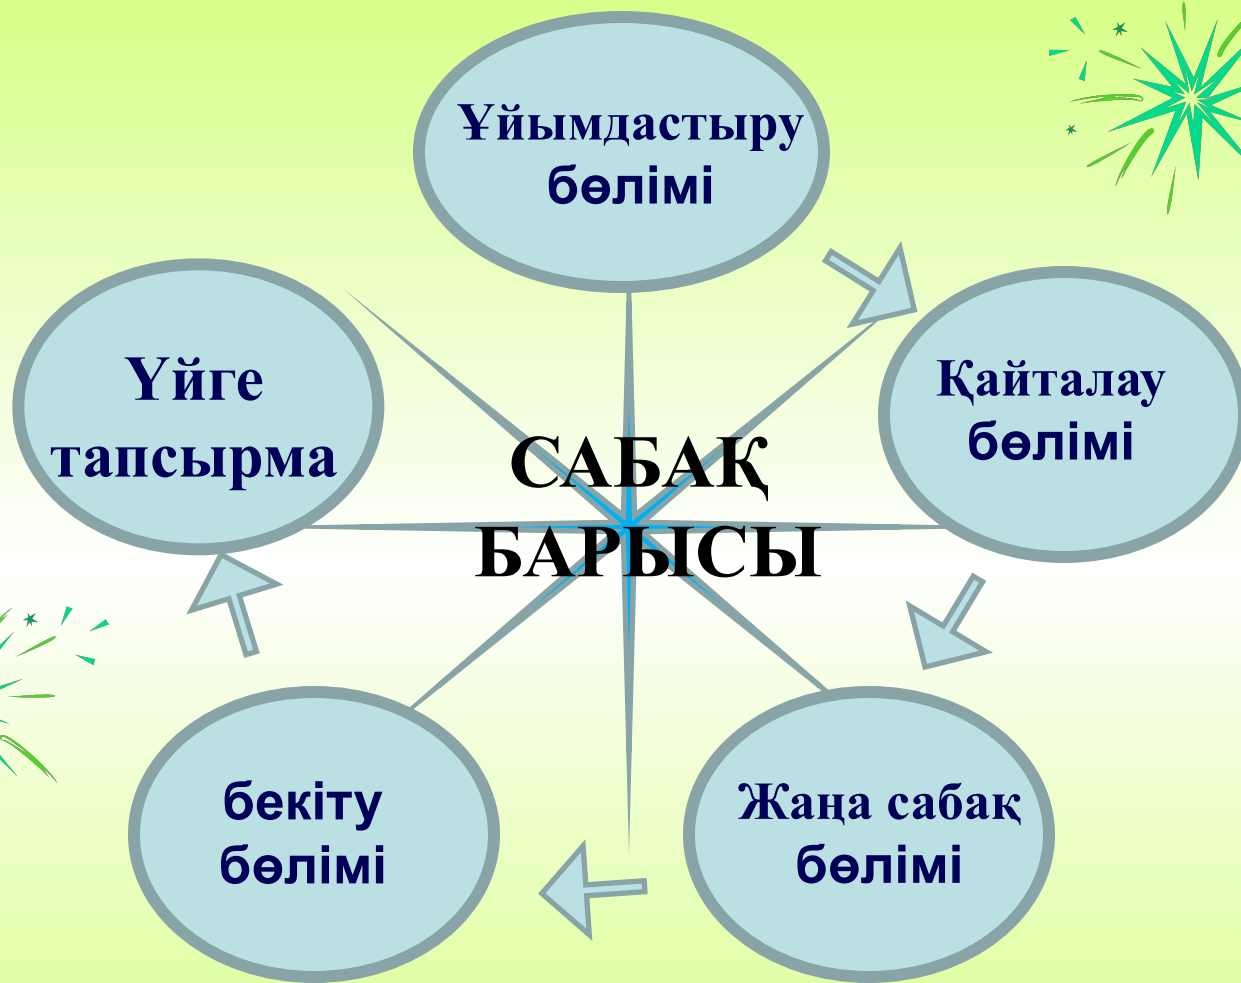 Ұйымдастыру
бөлімі
Қайталау
бөлімі
Үйге
тапсырма
САБАҚ
БАРЫСЫ
Жаңа сабақ
бөлімі
бекіту
бөлімі